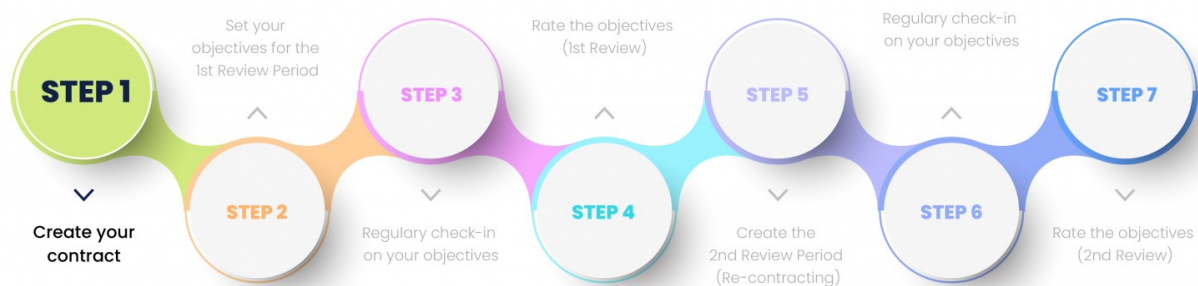 STEP 1
Create your
contract
Set your
objectives for the
1st Review Period
STEP 2
STEP 3
Regulary check-in
on your objectives
Rate the objectives
(1st Review)
STEP 4
STEP 5
Create the
2nd Review Period
(Re-contracting)
Regulary check-in
on your objectives
STEP 6
STEP 7
Rate the objectives
(2nd Review)